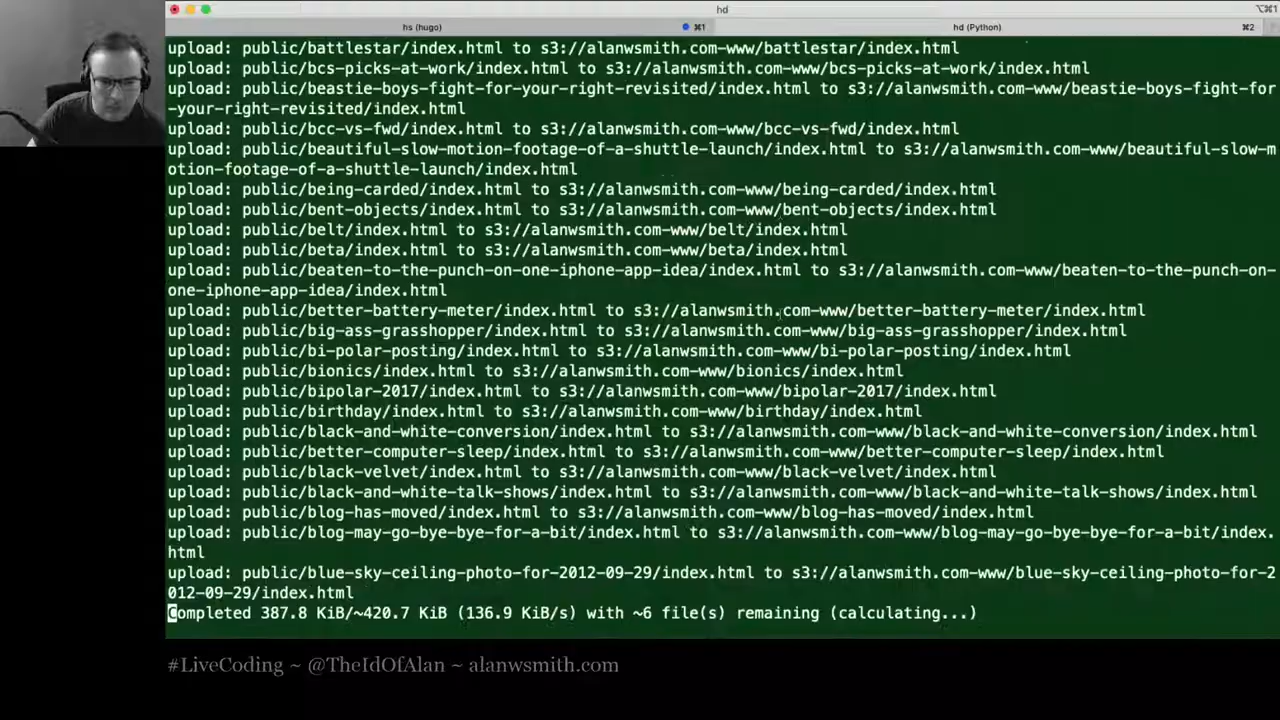 hd
⌥⌘1
hs (hugo)
⌘1
hd (Python)
⌘2
upload: public/battlestar/index.html to s3://alanwsmith.com-www/battlestar/index.html
upload: public/bcs-picks-at-work/index.html to s3://alanwsmith.com-www/bcs-picks-at-work/index.html
upload: public/beastie-boys-fight-for-your-right-revisited/index.html to s3://alanwsmith.com-www/beastie-boys-fight-for
-your-right-revisited/index.html
upload: public/bcc-vs-fwd/index.html to s3://alanwsmith.com-www/bcc-vs-fwd/index.html
upload: public/beautiful-slow-motion-footage-of-a-shuttle-launch/index.html to s3://alanwsmith.com-www/beautiful-slow-m
otion-footage-of-a-shuttle-launch/index.html
upload: public/being-carded/index.html to s3://alanwsmith.com-www/being-carded/index.html
upload: public/bent-objects/index.html to s3://alanwsmith.com-www/bent-objects/index.html
upload: public/belt/index.html to s3://alanwsmith.com-www/belt/index.html
upload: public/beta/index.html to s3://alanwsmith.com-www/beta/index.html
upload: public/beaten-to-the-punch-on-one-iphone-app-idea/index.html to s3://alanwsmith.com-www/beaten-to-the-punch-on-
one-iphone-app-idea/index.html
upload: public/better-battery-meter/index.html to s3://alanwsmith.com-www/better-battery-meter/index.html
upload: public/big-ass-grasshopper/index.html to s3://alanwsmith.com-www/big-ass-grasshopper/index.html
upload: public/bi-polar-posting/index.html to s3://alanwsmith.com-www/bi-polar-posting/index.html
upload: public/bionics/index.html to s3://alanwsmith.com-www/bionics/index.html
upload: public/bipolar-2017/index.html to s3://alanwsmith.com-www/bipolar-2017/index.html
upload: public/birthday/index.html to s3://alanwsmith.com-www/birthday/index.html
upload: public/black-and-white-conversion/index.html to s3://alanwsmith.com-www/black-and-white-conversion/index.html
upload: public/better-computer-sleep/index.html to s3://alanwsmith.com-www/better-computer-sleep/index.html
upload: public/black-velvet/index.html to s3://alanwsmith.com-www/black-velvet/index.html
upload: public/black-and-white-talk-shows/index.html to s3://alanwsmith.com-www/black-and-white-talk-shows/index.html
upload: public/blog-has-moved/index.html to s3://alanwsmith.com-www/blog-has-moved/index.html
upload: public/blog-may-go-bye-bye-for-a-bit/index.html to s3://alanwsmith.com-www/blog-may-go-bye-bye-for-a-bit/index.
html
upload: public/blue-sky-ceiling-photo-for-2012-09-29/index.html to s3://alanwsmith.com-www/blue-sky-ceiling-photo-for-2
012-09-29/index.html
Completed 387.8 KiB/~420.7 KiB (136.9 KiB/s) with ~6 file(s) remaining (calculating...)
#LiveCoding ~ @TheIdOfAlan ~ alanwsmith.com